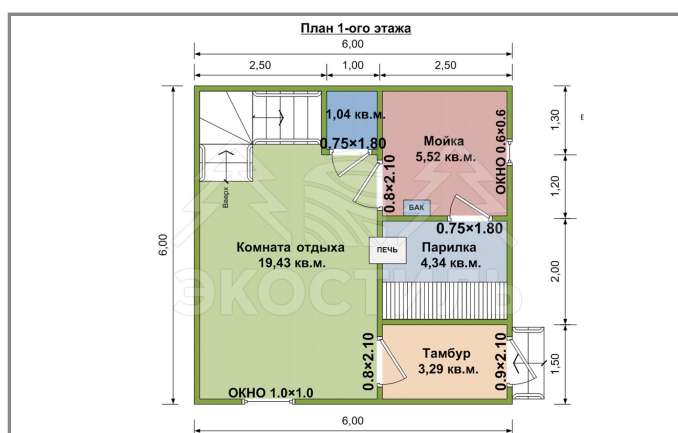 План 1-ого этажа
6,00
2,50
1,00
2,50
1,04 кв.м.
0.75×1.80
Мойка
5,52 кв.м.
ОКНО 0.6×0.6
1,30
0.8×2.10
1,20
Вверх
БАК
0.75×1.80
6,00
Комната отдыха
19,43 кв.м.
ПЕЧЬ
Парилка
4,34 кв.м.
2,00
ЭКОСТИЛЬ
0.8×2.10
Тамбур
3,29 кв.м.
0.9×2.10
1,50
ОКНО 1.0×1.0
6,00